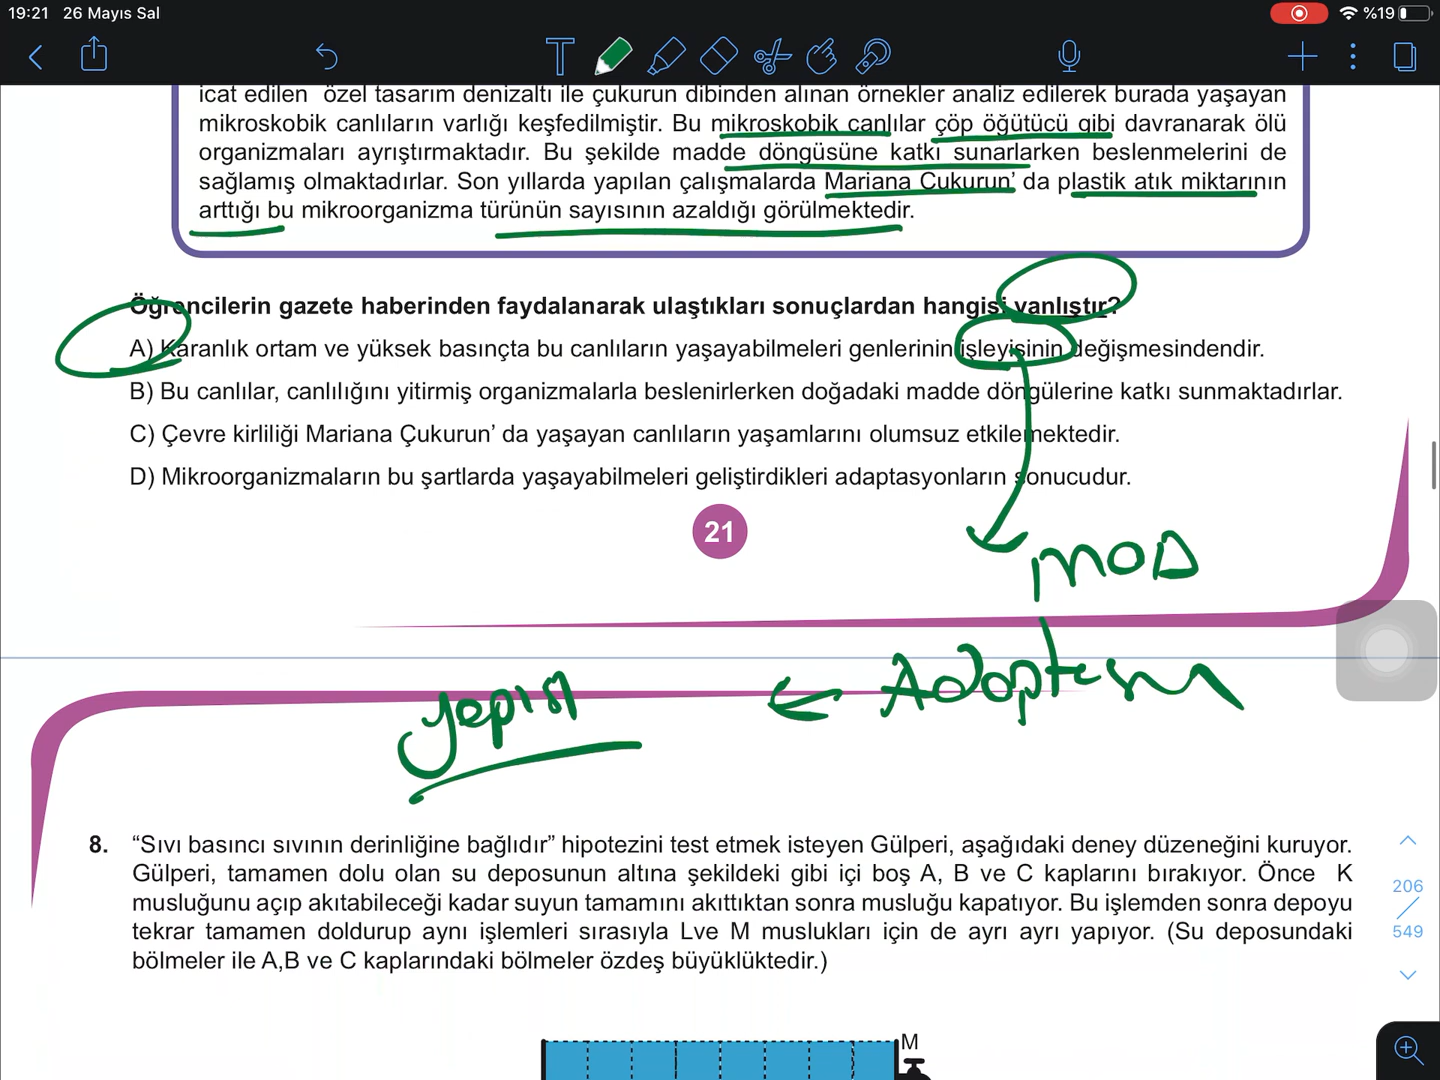 19:21 26 Mayıs Sal
%19
icat edilen özel tasarım denizaltı ile çukurun dibinden alınan örnekler analiz edilerek burada yaşayan
mikroskobik canlıların varlığı keşfedilmiştir. Bu mikroskobik canlılar çöp öğütücü gibi davranarak ölü
organizmaları ayrıştırmaktadır. Bu şekilde madde döngüsüne katkı sunarlarken beslenmelerini de
sağlamış olmaktadırlar. Son yıllarda yapılan çalışmalarda Mariana Çukurun' da plastik atık miktarının
arttığı bu mikroorganizma türünün sayısının azaldığı görülmektedir.
Öğrencilerin gazete haberinden faydalanarak ulaştıkları sonuçlardan hangisi yanlıştır?
A) Karanlık ortam ve yüksek basınçta bu canlıların yaşayabilmeleri genlerinin işleyişinin değişmesindendir.
B) Bu canlılar, canlılığını yitirmiş organizmalarla beslenirlerken doğadaki madde döngülerine katkı sunmaktadırlar.
C) Çevre kirliliği Mariana Çukurun' da yaşayan canlıların yaşamlarını olumsuz etkilemektedir.
D) Mikroorganizmaların bu şartlarda yaşayabilmeleri geliştirdikleri adaptasyonların sonucudur.
21
MOD
Adaptasy
yapısı
8. “Sıvı basıncı sıvının derinliğine bağlıdır” hipotezini test etmek isteyen Gülperi, aşağıdaki deney düzeneğini kuruyor.
Gülperi, tamamen dolu olan su deposunun altına şekildeki gibi içi boş A, B ve C kaplarını bırakıyor. Önce K
musluğunu açıp akıtabileceği kadar suyun tamamını akıttıktan sonra musluğu kapatıyor. Bu işlemden sonra depoyu
tekrar tamamen doldurup aynı işlemleri sırasıyla Lve M muslukları için de ayrı ayrı yapıyor. (Su deposundaki
bölmeler ile A,B ve C kaplarındaki bölmeler özdeş büyüklüktedir.)
206
549
M